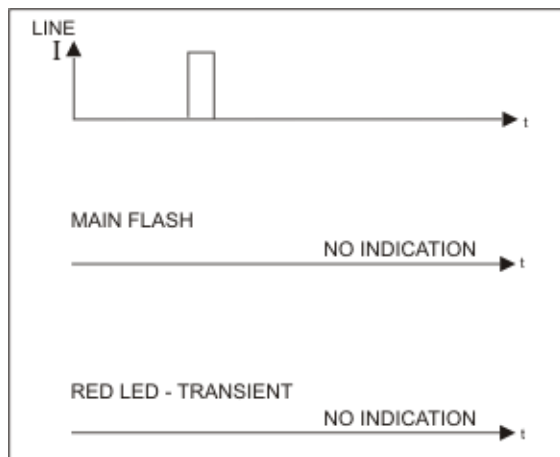 LINE
I
t
MAIN FLASH
NO INDICATION
t
RED LED - TRANSIENT
NO INDICATION
t